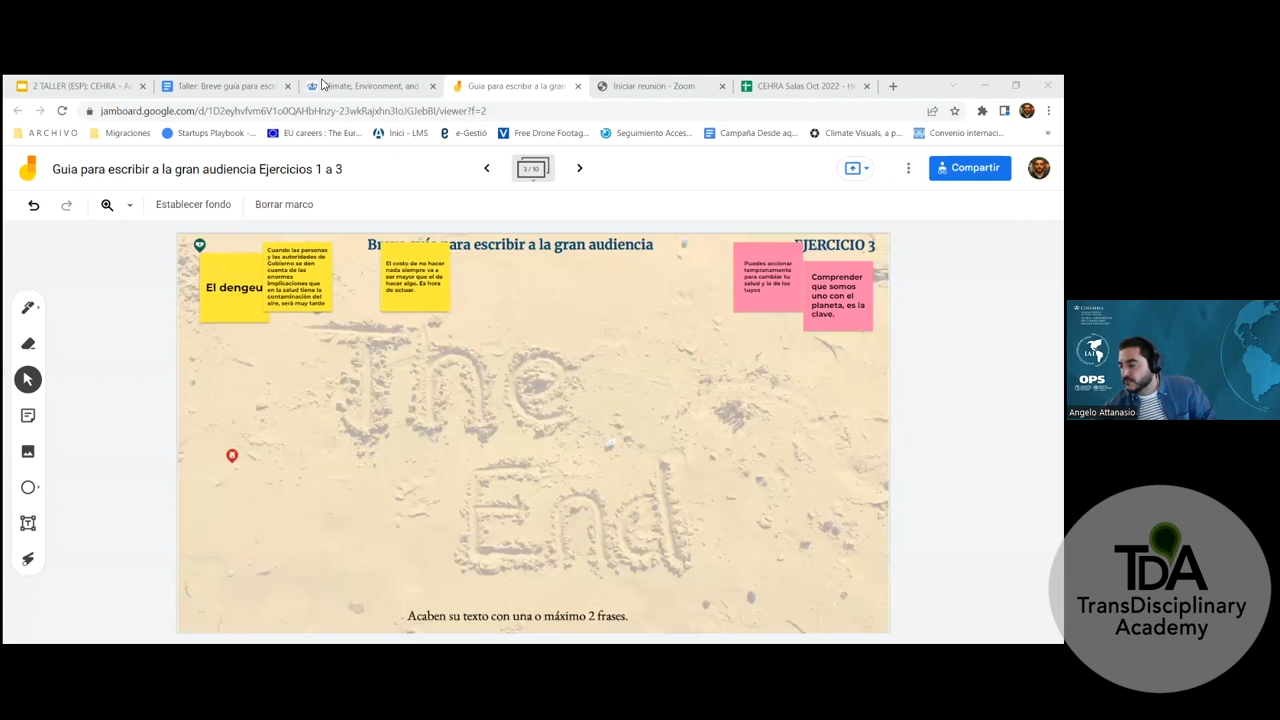 2 TALLER (ESP): CEHRA - A
Taller: Breve guía para escri
Climate, Environment, and
Guia para escribir a la gran
Iniciar reunión - Zoom
CEHRA Salas Oct 2022 - H
jamboard.google.com/d/1D2eyhvfvm6V1o0QAHbHnzy-23wkRajxhn3IoJGJebBI/viewer?f=2
A R C H I V O
Migraciones
Startups Playbook -...
EU careers : The Eur...
Inici - LMS
e-Gestió
Free Drone Footag...
Seguimiento Acces...
Campaña Desde aq...
Climate Visuals, a p...
Convenio internaci...
»
Guia para escribir a la gran audiencia Ejercicios 1 a 3
3 / 10
Compartir
Establecer fondo
Borrar marco
para escribir a la gran audiencia
EJERCICIO 3
El dengeu
Cuando las personas
y las autoridades de
Gobierno se den
cuenta de las
enormes
implicaciones que
en la salud tiene la
contaminación del
aire, será muy tarde
El costo de no hacer
nada siempre va a
ser mayor que el de
hacer algo. Es hora
de actuar.
Puedes accionar
tempranamente
para cambiar tu
salud y la de los
tuyos
Comprender
que somos
uno con el
planeta, es la
clave.
The
End
Acaben su texto con una o máximo 2 frases.
COLUMBIA
IAI
OPS
Angelo Attanasio
TDA
TransDisciplinary
Academy